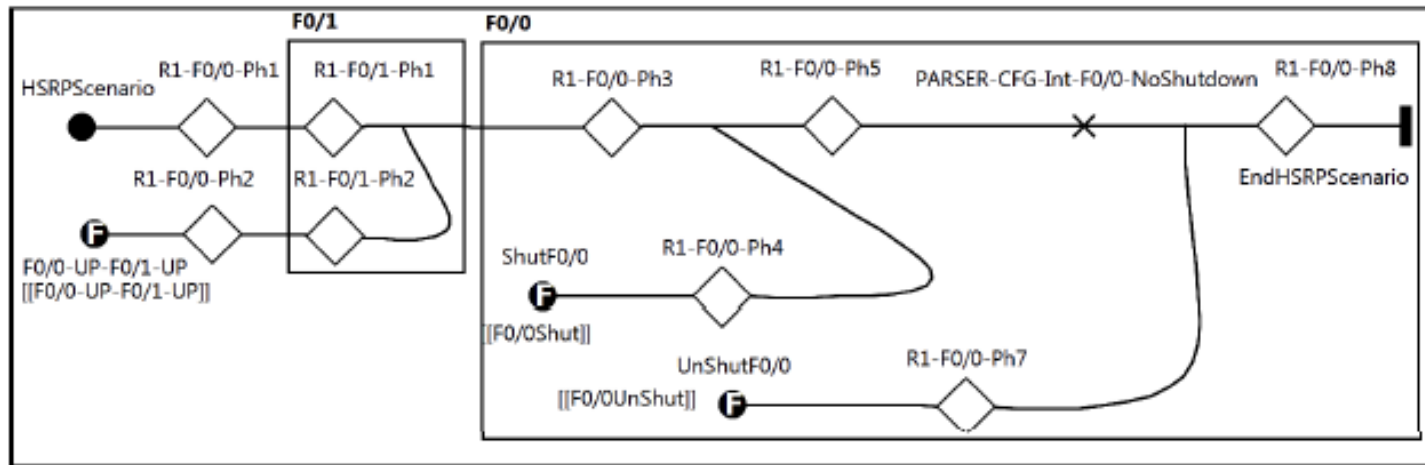 F0/1
F0/0
HSRPScenario
R1-F0/0-Ph1
R1-F0/1-Ph1
R1-F0/0-Ph3
R1-F0/0-Ph5
PARSER-CFG-Int-F0/0-NoShutdown
R1-F0/0-Ph8
R1-F0/0-Ph2
R1-F0/1-Ph2
EndHSRPScenario
F
F0/0-UP-F0/1-UP
[[F0/0-UP-F0/1-UP]]
ShutF0/0
R1-F0/0-Ph4
F
[[F0/0Shut]]
UnShutF0/0
R1-F0/0-Ph7
[[F0/0UnShut]]
F